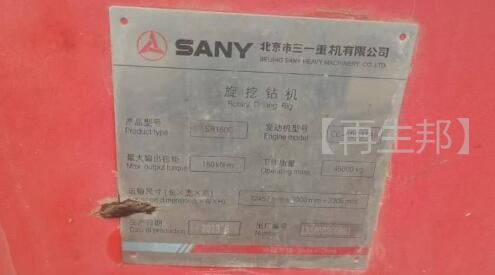 SANY 北京市三一重机有限公司
BEIJING SANY HEAVY MACHINERY CO.,LTD.
旋挖钻机
Rotary Drilling Rig
产品型号 发动机型号
Product type Engine model
最大输出扭矩 160kN·m 工作质量 45000 kg
Max. output torque Operating mass
运输尺寸(长×宽×高)
生产日期 2013 出厂编号
Date of production Number
【再生邦】